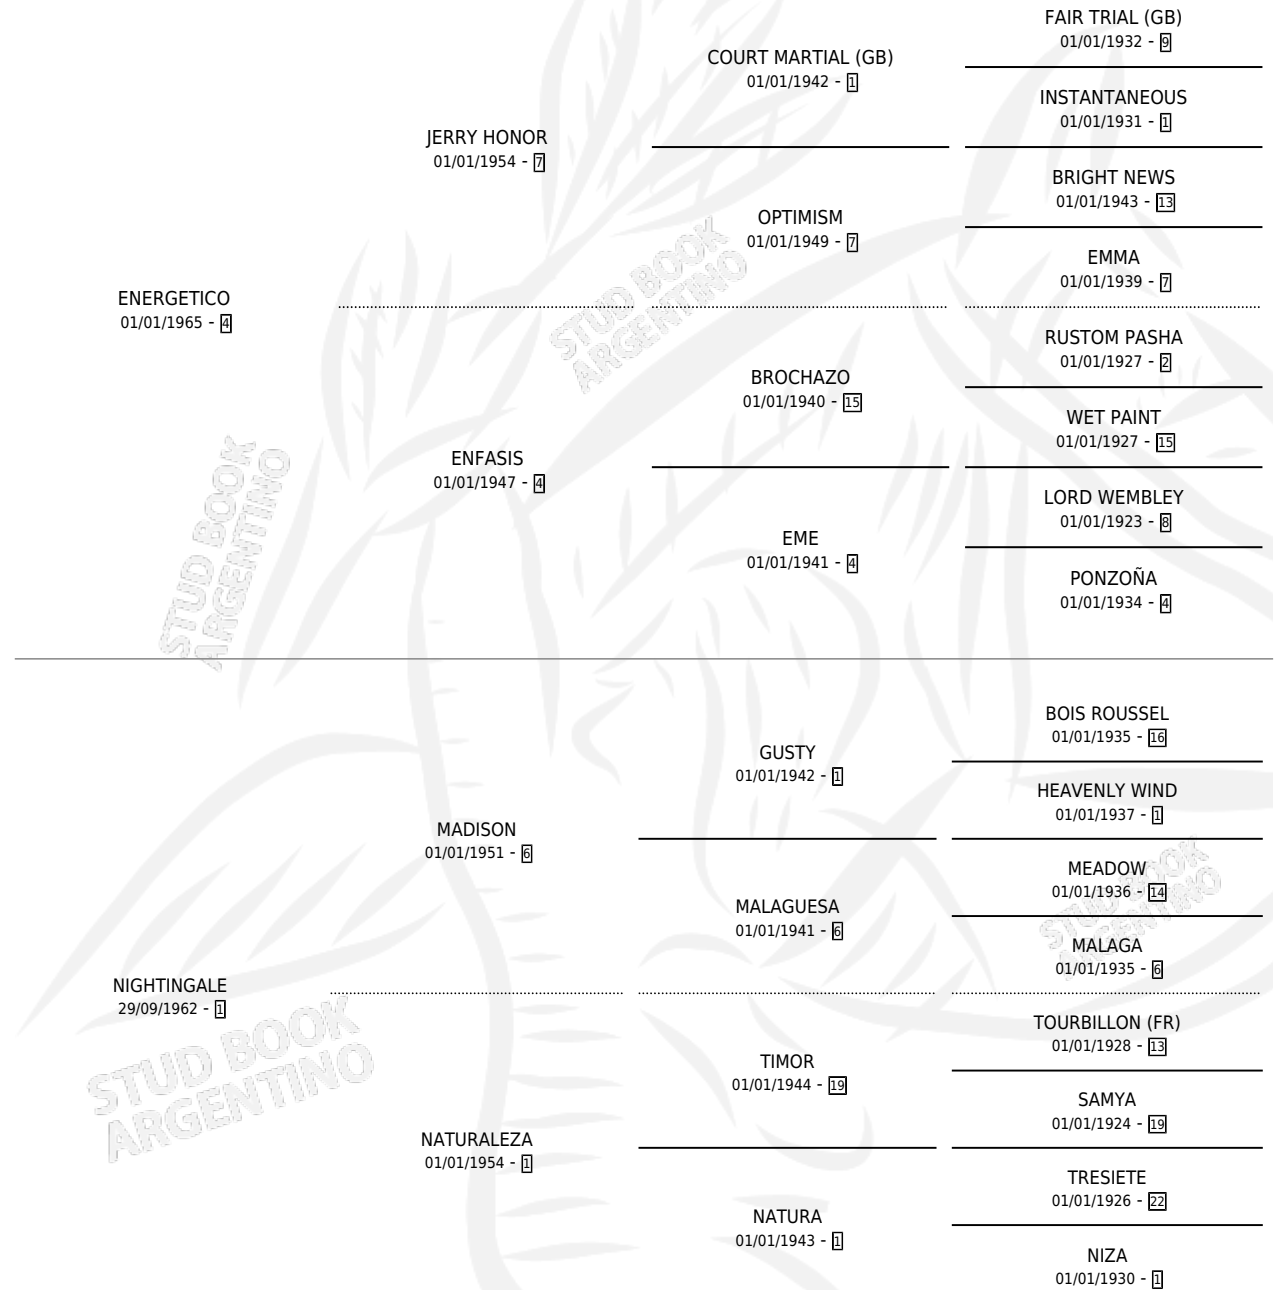 FAIR TRIAL (GB)
01/01/1932 - 9
COURT MARTIAL (GB)
01/01/1942 - 1
INSTANTANEOUS
01/01/1931 - 1
JERRY HONOR
01/01/1954 - 7
BRIGHT NEWS
01/01/1943 - 13
OPTIMISM
01/01/1949 - 7
EMMA
01/01/1939 - 7
ENERGETICO
01/01/1965 - 4
RUSTOM PASHA
01/01/1927 - 2
BROCHAZO
01/01/1940 - 15
WET PAINT
01/01/1927 - 15
ENFASIS
01/01/1947 - 4
LORD WEMBLEY
01/01/1923 - 8
EME
01/01/1941 - 4
PONZOÑA
01/01/1934 - 4
BOIS ROUSSEL
01/01/1935 - 16
GUSTY
01/01/1942 - 1
HEAVENLY WIND
01/01/1937 - 1
MADISON
01/01/1951 - 6
MEADOW
01/01/1936 - 14
MALAGUESA
01/01/1941 - 6
MALAGA
01/01/1935 - 6
NIGHTINGALE
29/09/1962 - 1
TOURBILLON (FR)
01/01/1928 - 13
TIMOR
01/01/1944 - 19
SAMYA
01/01/1924 - 19
NATURALEZA
01/01/1954 - 1
TRESIETE
01/01/1926 - 22
NATURA
01/01/1943 - 1
NIZA
01/01/1930 - 1
STUD BOOK
ARGENTINO
STUD BOOK
ARGENTINO
STUD BOOK
ARGENTINO
STUD BOOK
ARGENTINO